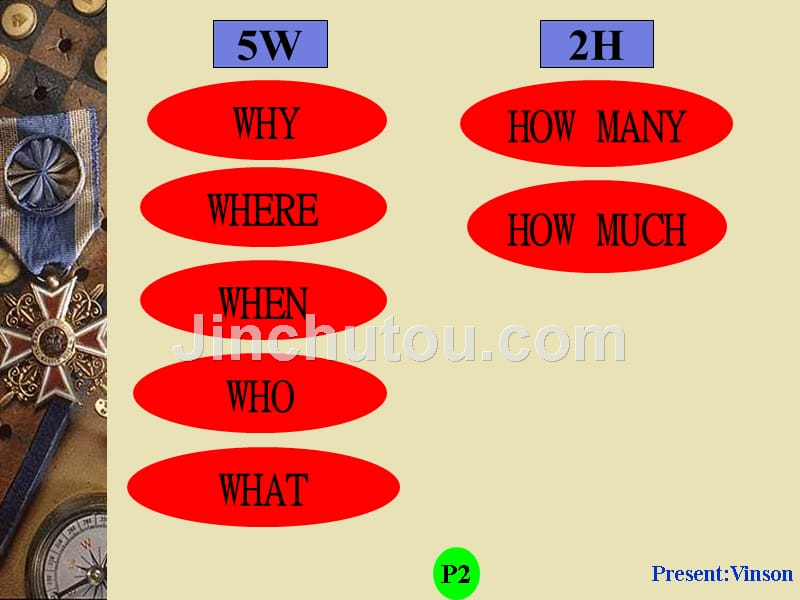 5W
WHY
WHERE
WHEN
WHO
WHAT
2H
HOW MANY
HOW MUCH
Jinchutou.com
P2
Present:Vinson